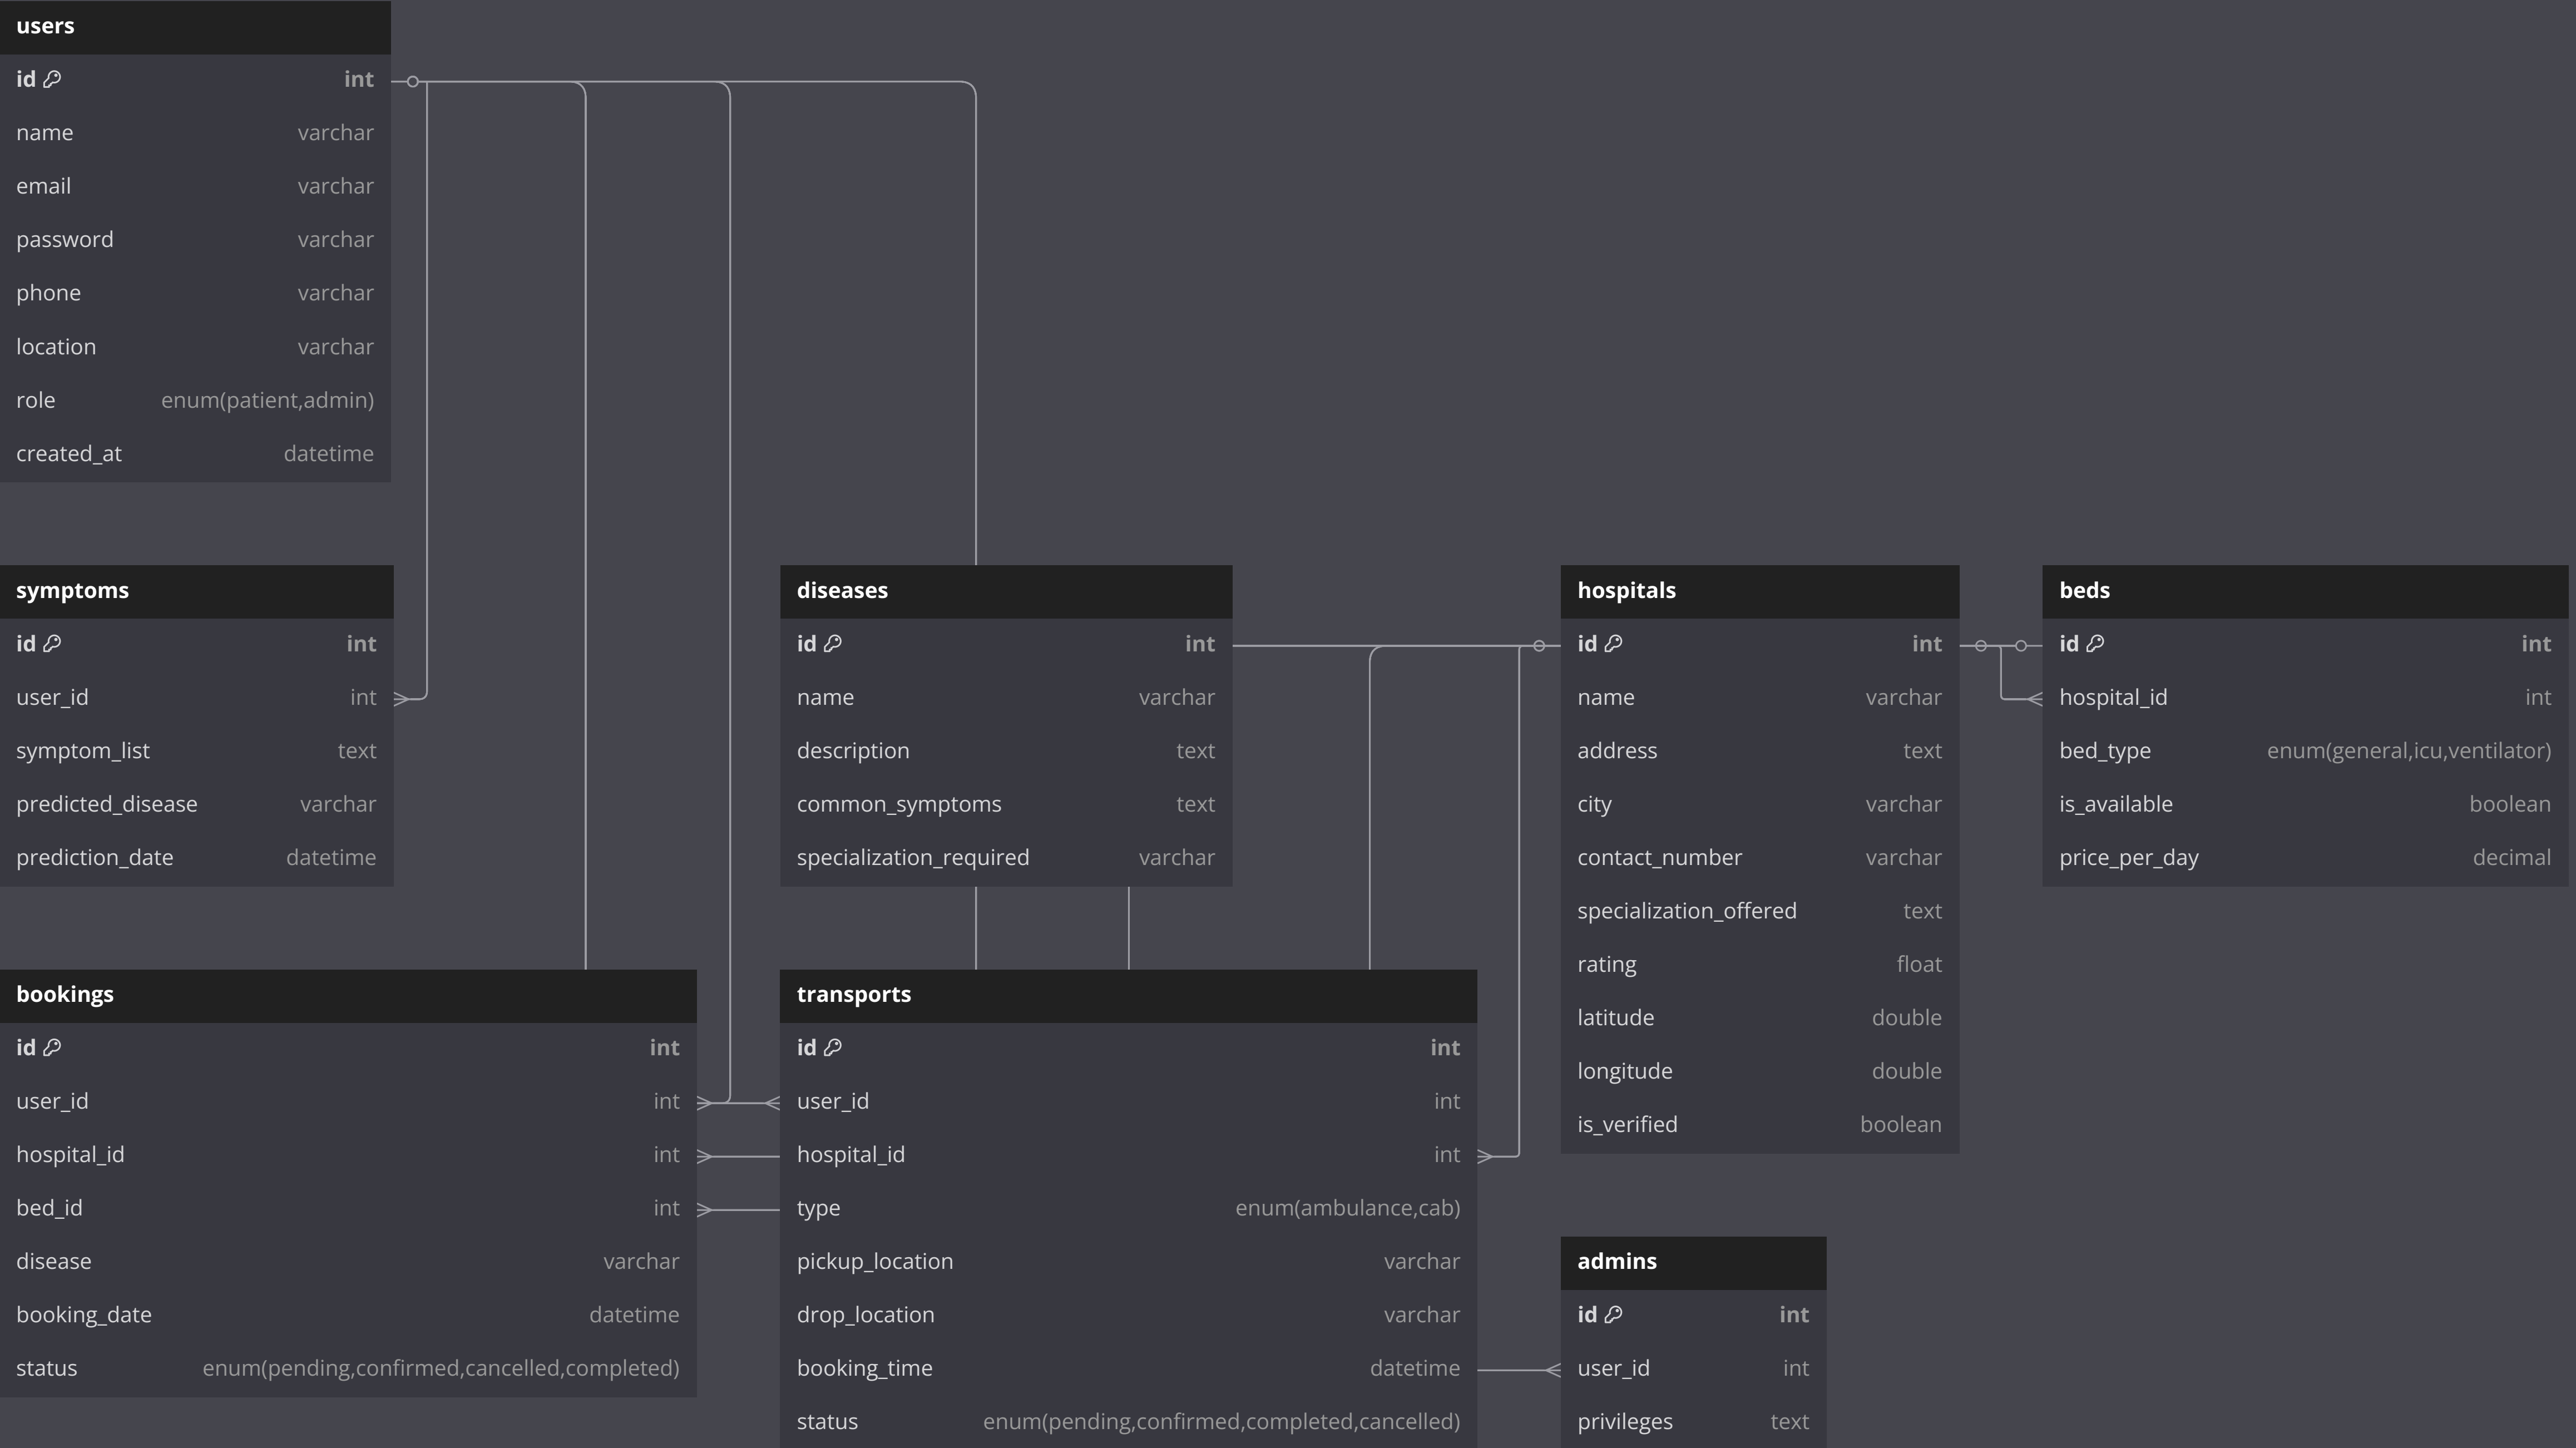 users
id int
name varchar
email varchar
password varchar
phone varchar
location varchar
role enum(patient,admin)
created_at datetime
symptoms
id int
user_id int
symptom_list text
predicted_disease varchar
prediction_date datetime
diseases
id int
name varchar
description text
common_symptoms text
specialization_required varchar
hospitals
id int
name varchar
address text
city varchar
contact_number varchar
specialization_offered text
rating float
latitude double
longitude double
is_verified boolean
beds
id int
hospital_id int
bed_type enum(general,icu,ventilator)
is_available boolean
price_per_day decimal
bookings
id int
user_id int
hospital_id int
bed_id int
disease varchar
booking_date datetime
status enum(pending,confirmed,cancelled,completed)
transports
id int
user_id int
hospital_id int
type enum(ambulance,cab)
pickup_location varchar
drop_location varchar
booking_time datetime
status enum(pending,confirmed,completed,cancelled)
admins
id int
user_id int
privileges text